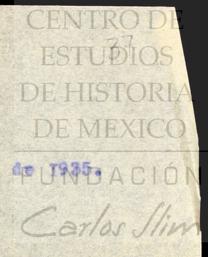 CENTRO DE
ESTUDIOS
37
DE HISTORIA
DE MEXICO
de 1935.
FUNDACIÓN
Carlos Slim